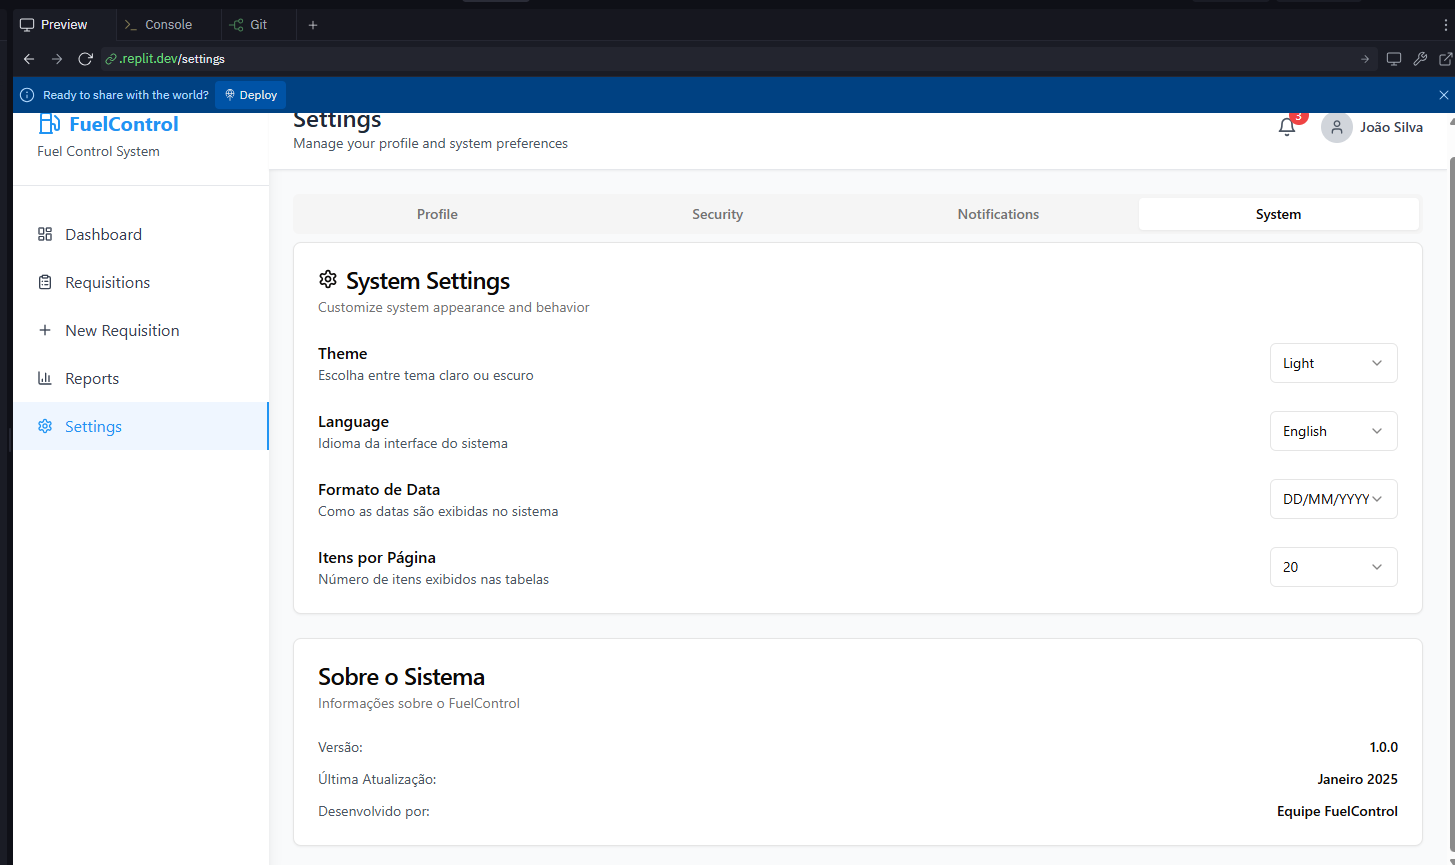 Preview
Console
Git
.replit.dev/settings
Ready to share with the world?
Deploy
FuelControl
Fuel Control System
Settings
Manage your profile and system preferences
3
João Silva
Dashboard
Requisitions
New Requisition
Reports
Settings
Profile
Security
Notifications
System
System Settings
Customize system appearance and behavior
Theme
Escolha entre tema claro ou escuro
Light
Language
Idioma da interface do sistema
English
Formato de Data
Como as datas são exibidas no sistema
DD/MM/YYYY
Itens por Página
Número de itens exibidos nas tabelas
20
Sobre o Sistema
Informações sobre o FuelControl
Versão:
1.0.0
Última Atualização:
Janeiro 2025
Desenvolvido por:
Equipe FuelControl